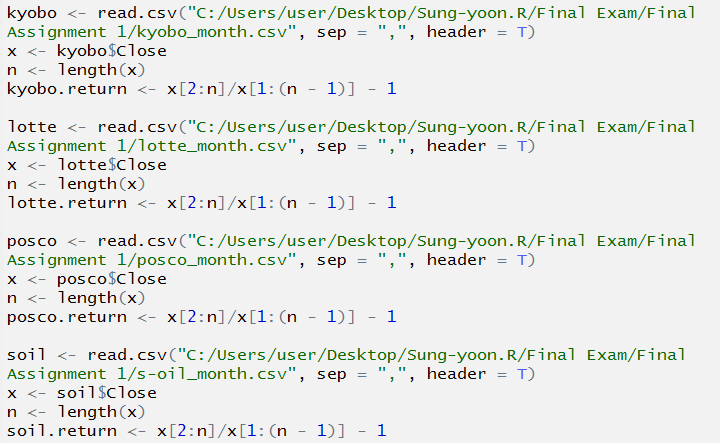 kyobo <- read.csv("C:/Users/user/Desktop/Sung-yoon.R/Final Exam/Final
Assignment 1/kyobo_month.csv", sep = ",", header = T)
x <- kyobo$Close
n <- length(x)
kyobo.return <- x[2:n]/x[1:(n - 1)] - 1

lotte <- read.csv("C:/Users/user/Desktop/Sung-yoon.R/Final Exam/Final
Assignment 1/lotte_month.csv", sep = ",", header = T)
x <- lotte$Close
n <- length(x)
lotte.return <- x[2:n]/x[1:(n - 1)] - 1

posco <- read.csv("C:/Users/user/Desktop/Sung-yoon.R/Final Exam/Final
Assignment 1/posco_month.csv", sep = ",", header = T)
x <- posco$Close
n <- length(x)
posco.return <- x[2:n]/x[1:(n - 1)] - 1

soil <- read.csv("C:/Users/user/Desktop/Sung-yoon.R/Final Exam/Final
Assignment 1/s-oil_month.csv", sep = ",", header = T)
x <- soil$Close
n <- length(x)
soil.return <- x[2:n]/x[1:(n - 1)] - 1